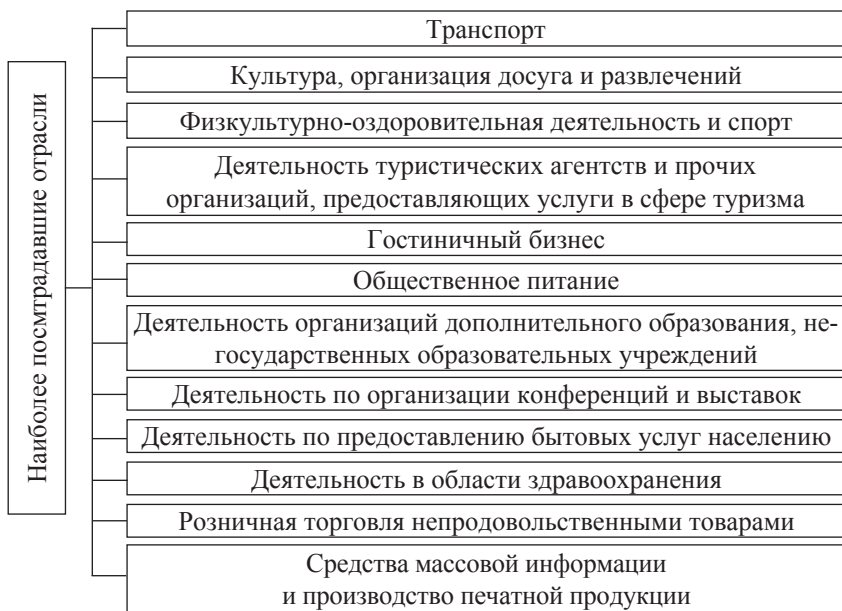 Наиболее посмтрадавшие отрасли
Транспорт
Культура, организация досуга и развлечений
Физкультурно-оздоровительная деятельность и спорт
Деятельность туристических агентств и прочих
организаций, предоставляющих услуги в сфере туризма
Гостиничный бизнес
Общественное питание
Деятельность организаций дополнительного образования, не-
государственных образовательных учреждений
Деятельность по организации конференций и выставок
Деятельность по предоставлению бытовых услуг населению
Деятельность в области здравоохранения
Розничная торговля непродовольственными товарами
Средства массовой информации
и производство печатной продукции